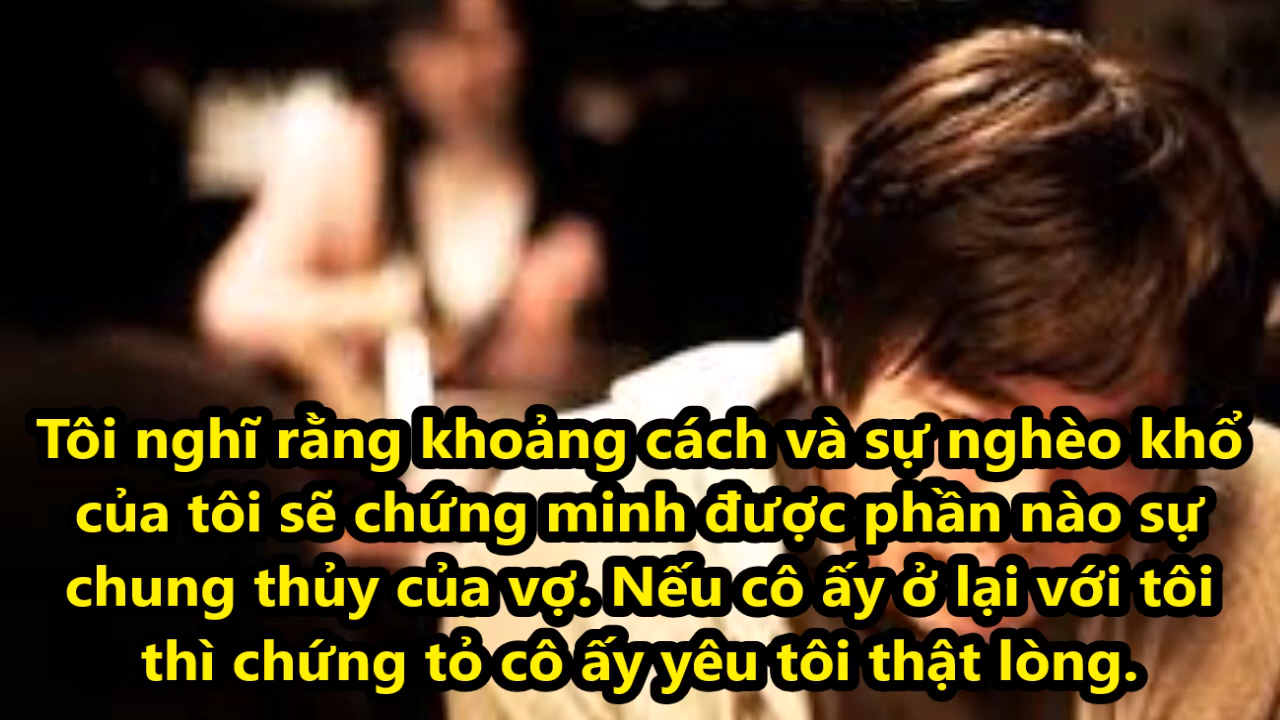 Tôi nghĩ rằng khoảng cách và sự nghèo khổ
của tôi sẽ chứng minh được phần nào sự
chung thủy của vợ. Nếu cô ấy ở lại với tôi
thì chứng tỏ cô ấy yêu tôi thật lòng.